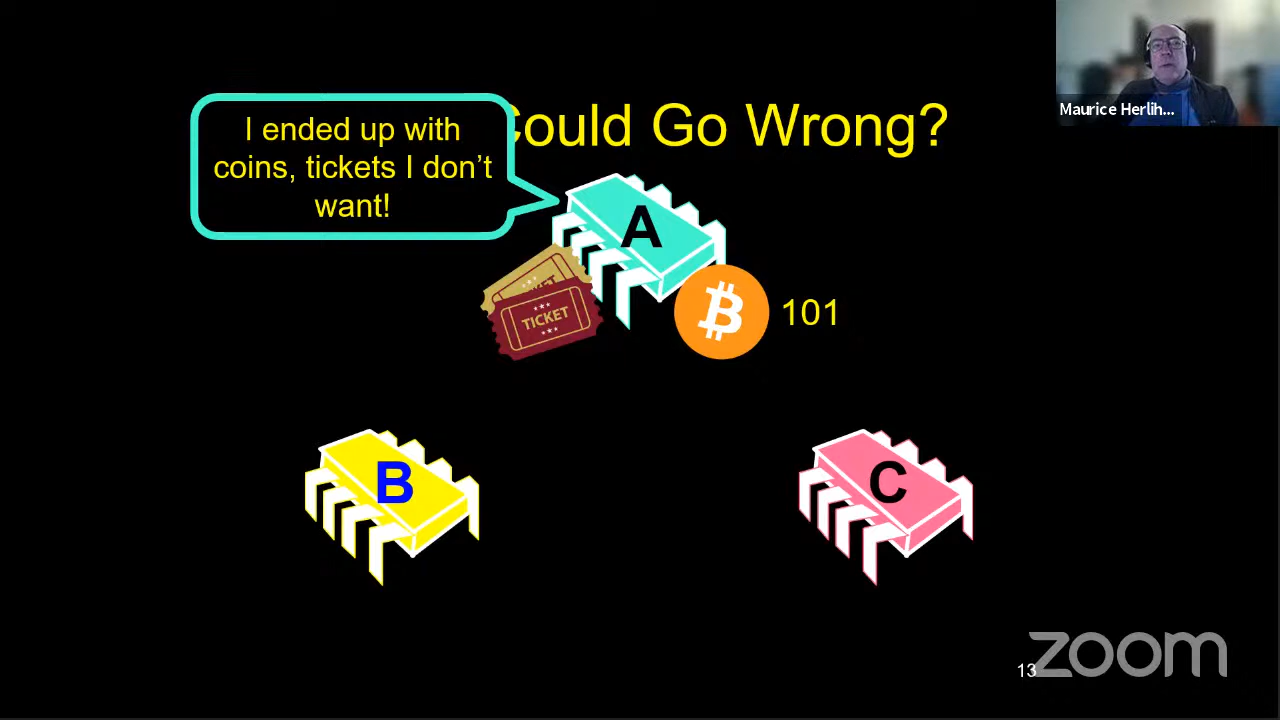 Could Go Wrong?
I ended up with
coins, tickets I don't
want!
A
TICKET
101
B
C
13
Maurice Herlih...
zoom